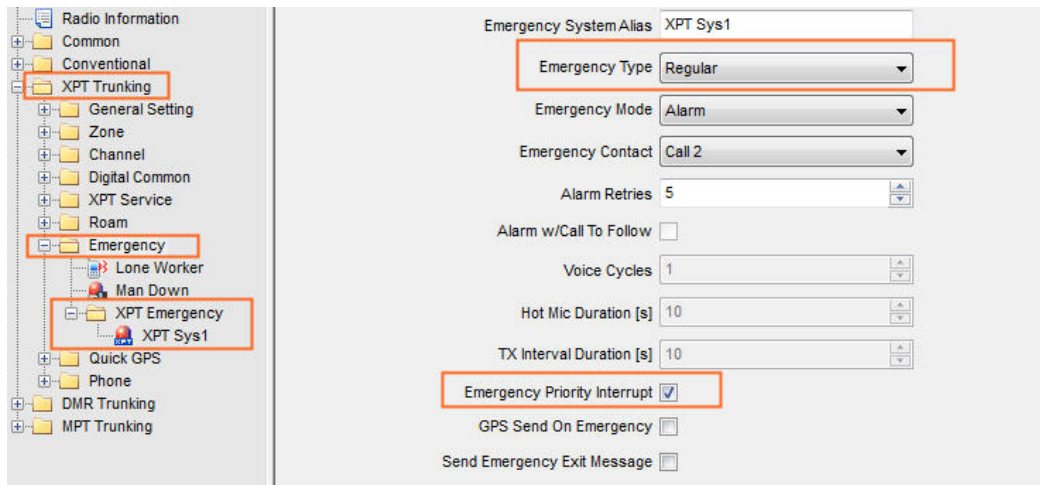 Radio Information
Common
Conventional
XPT Trunking
General Setting
Zone
Channel
Digital Common
XPT Service
Roam
Emergency
Lone Worker
Man Down
XPT Emergency
XPT Sys1
Quick GPS
Phone
DMR Trunking
MPT Trunking
Emergency System Alias XPT Sys1
Emergency Type Regular
Emergency Mode Alarm
Emergency Contact Call 2
Alarm Retries 5
Alarm w/Call To Follow
Voice Cycles 1
Hot Mic Duration [s] 10
TX Interval Duration [s] 10
Emergency Priority Interrupt
GPS Send On Emergency
Send Emergency Exit Message